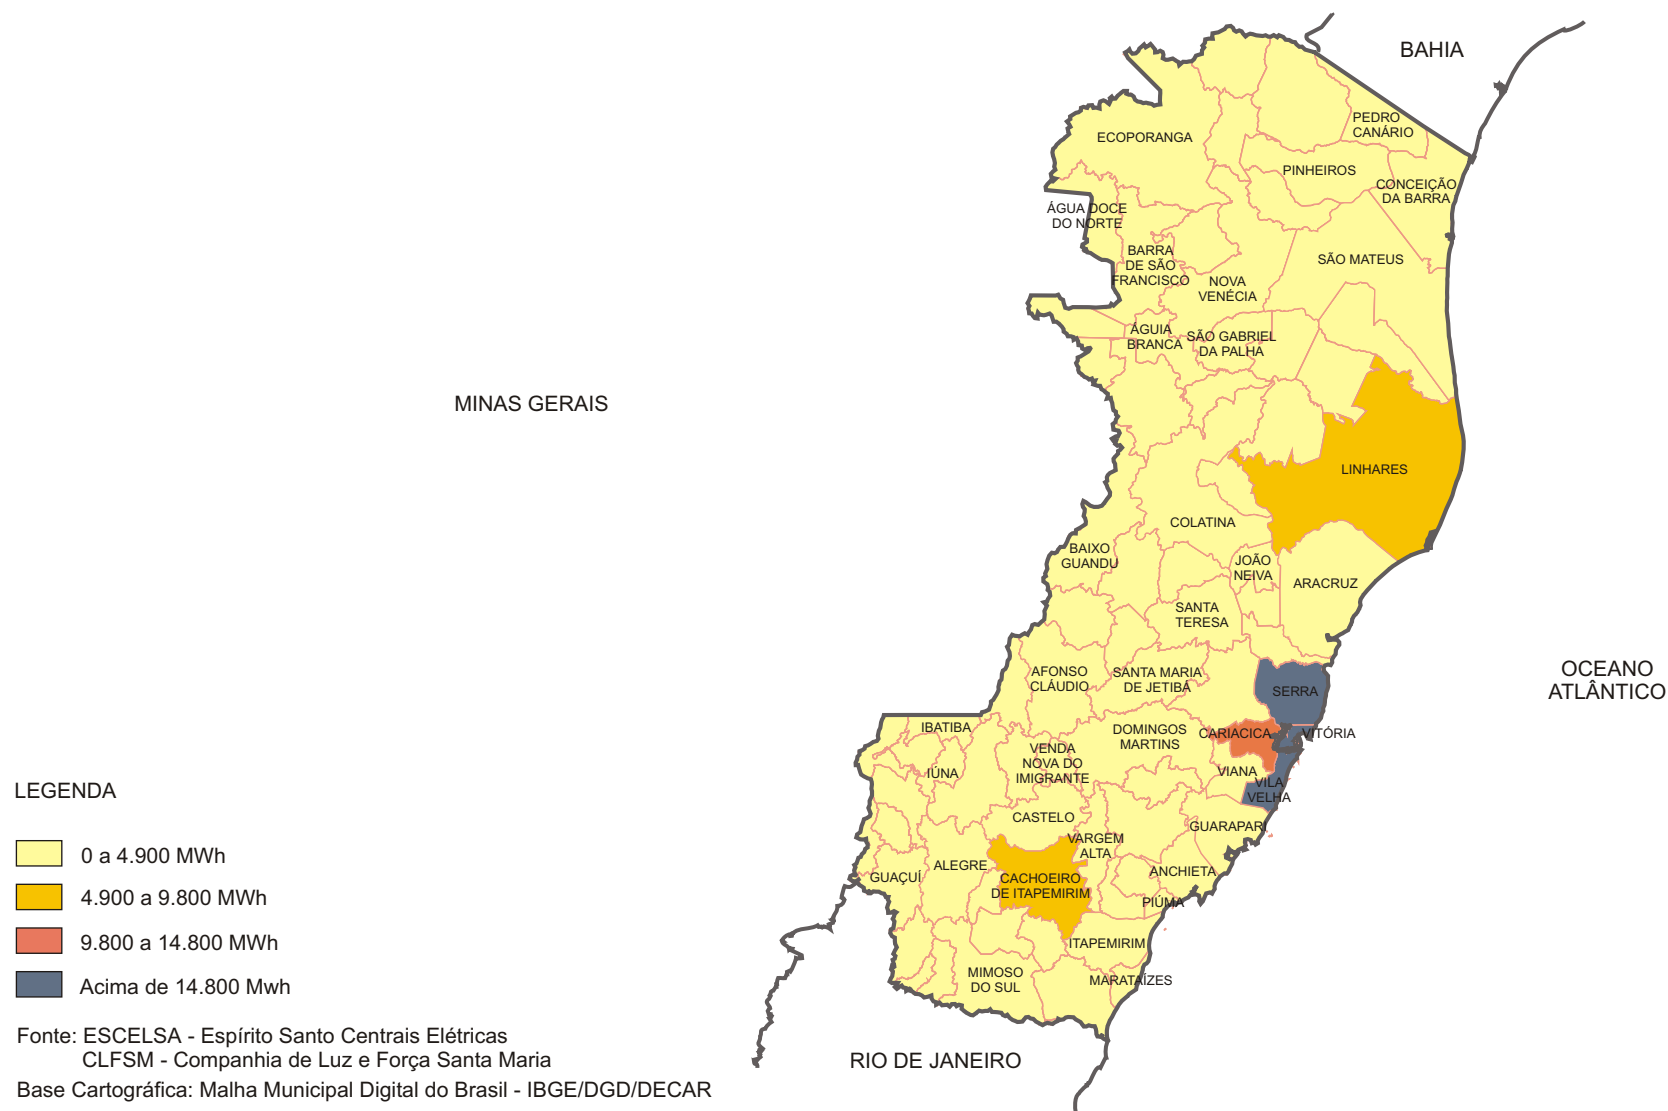 BAHIA
PEDRO
CANÁRIO
ECOPORANGA
PINHEIROS
CONCEIÇÃO
DA BARRA
ÁGUA DOCE
DO NORTE
BARRA
DE SÃO
FRANCISCO
SÃO MATEUS
NOVA
VENÉCIA
ÁGUIA
BRANCA
SÃO GABRIEL
DA PALHA
MINAS GERAIS
LINHARES
COLATINA
BAIXO
GUANDU
JOÃO
NEIVA
ARACRUZ
SANTA
TERESA
AFONSO
CLÁUDIO
SANTA MARIA
DE JETIBÁ
OCEANO
ATLÂNTICO
SERRA
IBATIBA
DOMINGOS
MARTINS
CARIACICA
VITÓRIA
VENDA
NOVA DO
IMIGRANTE
IÚNA
VIANA
VILA
VELHA
CASTELO
GUARAPARI
VARGEM
ALTA
ALEGRE
GUAÇUÍ
CACHOEIRO
DE ITAPEMIRIM
ANCHIETA
PIÚMA
ITAPEMIRIM
MIMOSO
DO SUL
MARATAÍZES
RIO DE JANEIRO
LEGENDA
0 a 4.900 MWh
4.900 a 9.800 MWh
9.800 a 14.800 MWh
Acima de 14.800 Mwh
Fonte: ESCELSA - Espírito Santo Centrais Elétricas
CLFSM - Companhia de Luz e Força Santa Maria
Base Cartográfica: Malha Municipal Digital do Brasil - IBGE/DGD/DECAR